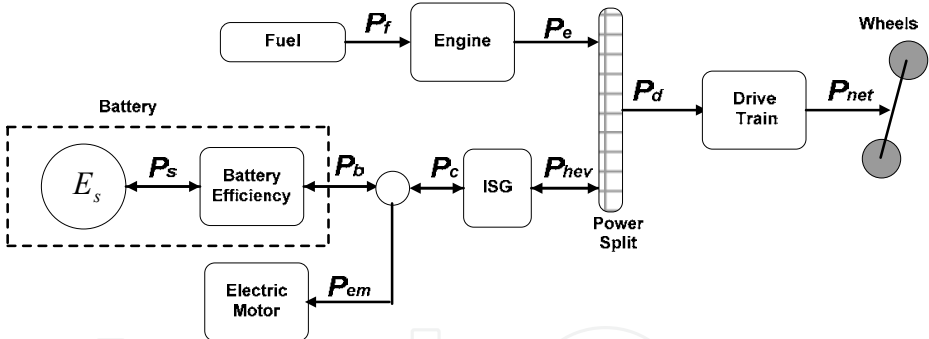 Wheels
Fuel
P_f
Engine
P_e
P_d
Drive
Train
P_net
Battery
E_s
P_s
Battery
Efficiency
P_b
P_c
ISG
P_hev
Power
Split
Electric
Motor
P_em